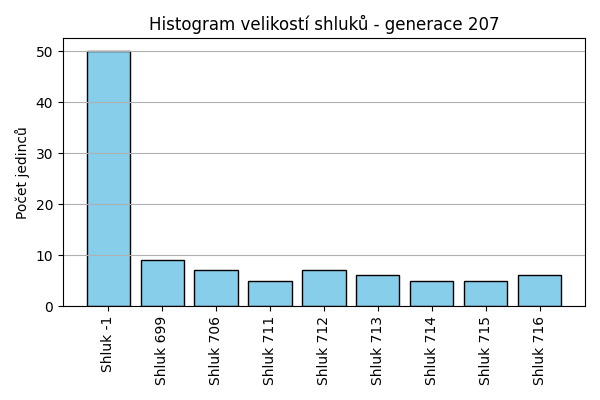 Histogram velikostí shluků - generace 207
Počet jedinců
50
40
30
20
10
0
Shluk -1
Shluk 699
Shluk 706
Shluk 711
Shluk 712
Shluk 713
Shluk 714
Shluk 715
Shluk 716